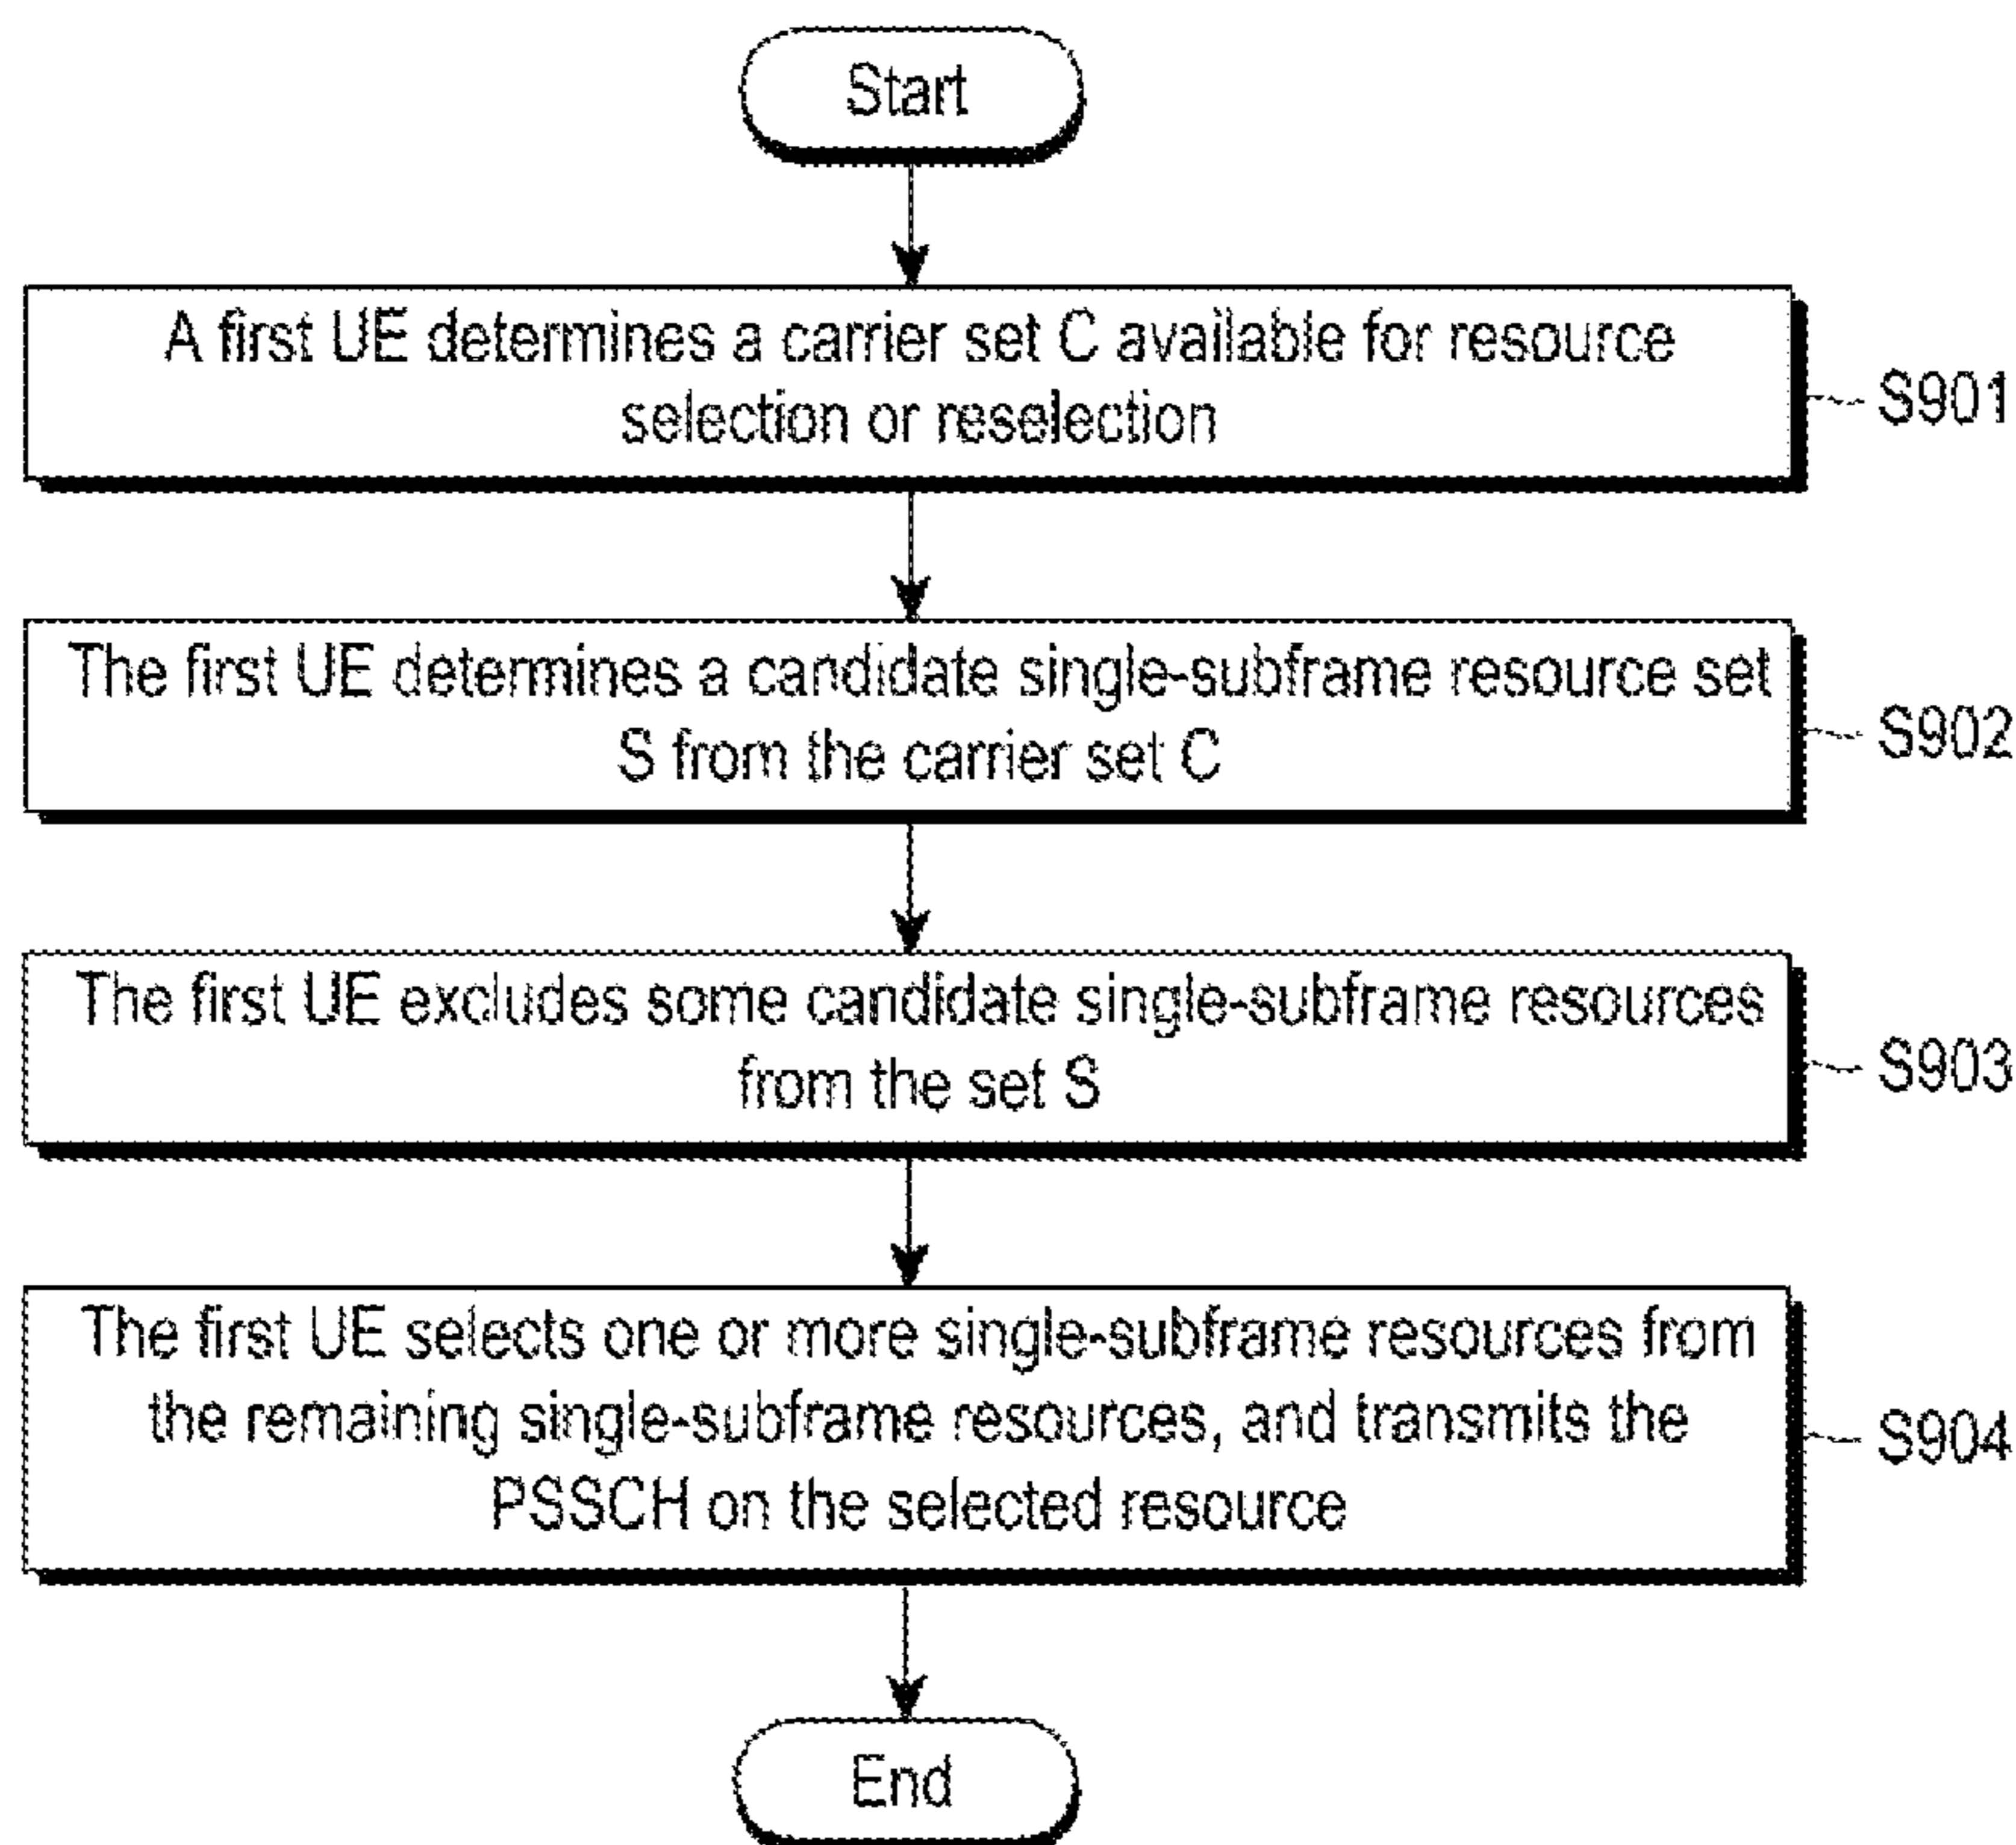 Start
A first UE determines a carrier set C available for resource
selection or reselection
S901
The first UE determines a candidate single-subframe resource set
S from the carrier set C
S902
The first UE excludes some candidate single-subframe resources
from the set S
S903
The first UE selects one or more single-subframe resources from
the remaining single-subframe resources, and transmits the
PSSCH on the selected resource
S904
End